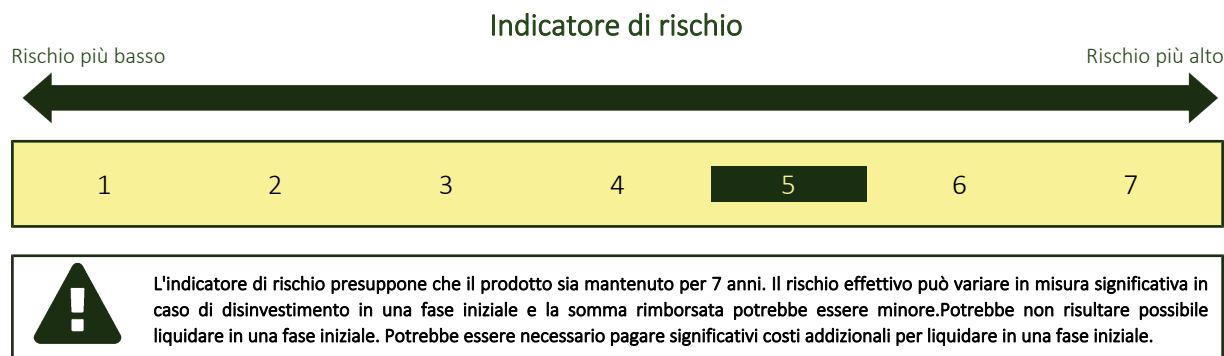 Indicatore di rischio
Rischio più basso
Rischio più alto
1 2 3 4 5 6 7
L'indicatore di rischio presuppone che il prodotto sia mantenuto per 7 anni. Il rischio effettivo può variare in misura significativa in
caso di disinvestimento in una fase iniziale e la somma rimborsata potrebbe essere minore.Potrebbe non risultare possibile
liquidare in una fase iniziale. Potrebbe essere necessario pagare significativi costi addizionali per liquidare in una fase iniziale.